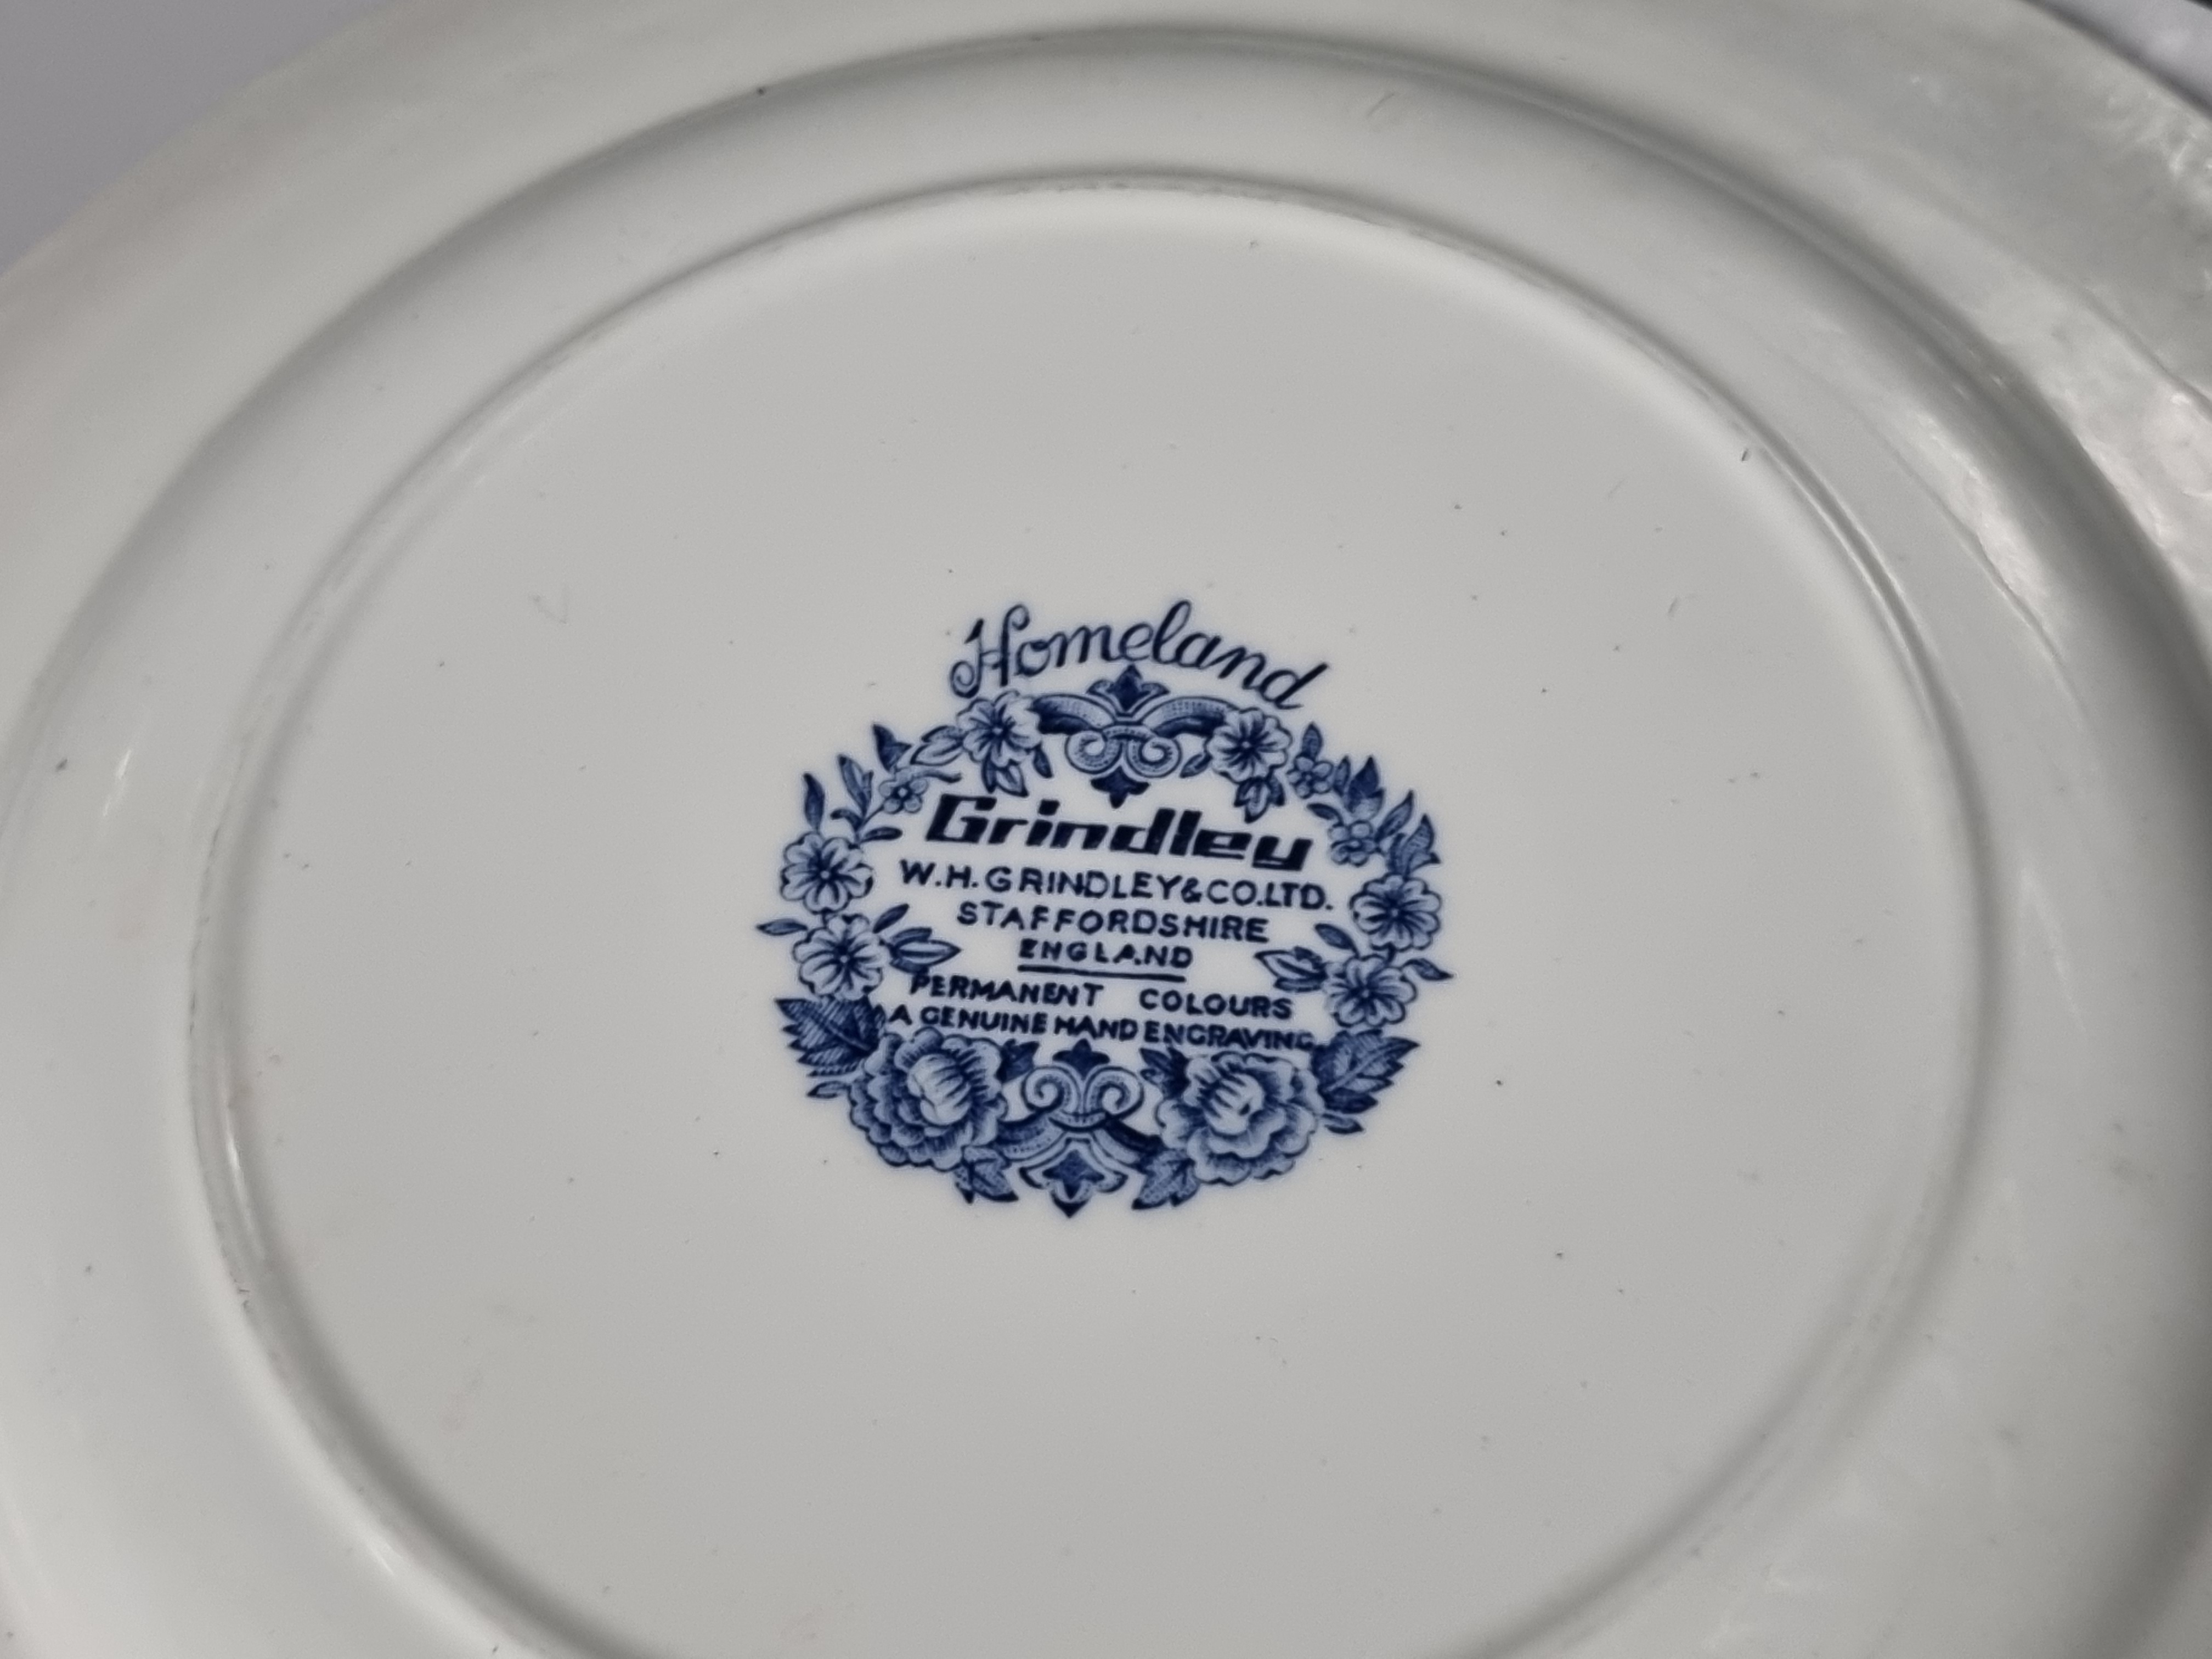 Homeland
Grindley
W.H.GRINDLEY&CO.LTD.
STAFFORDSHIRE
ENGLAND
PERMANENT COLOURS
A GENUINE HAND ENGRAVING